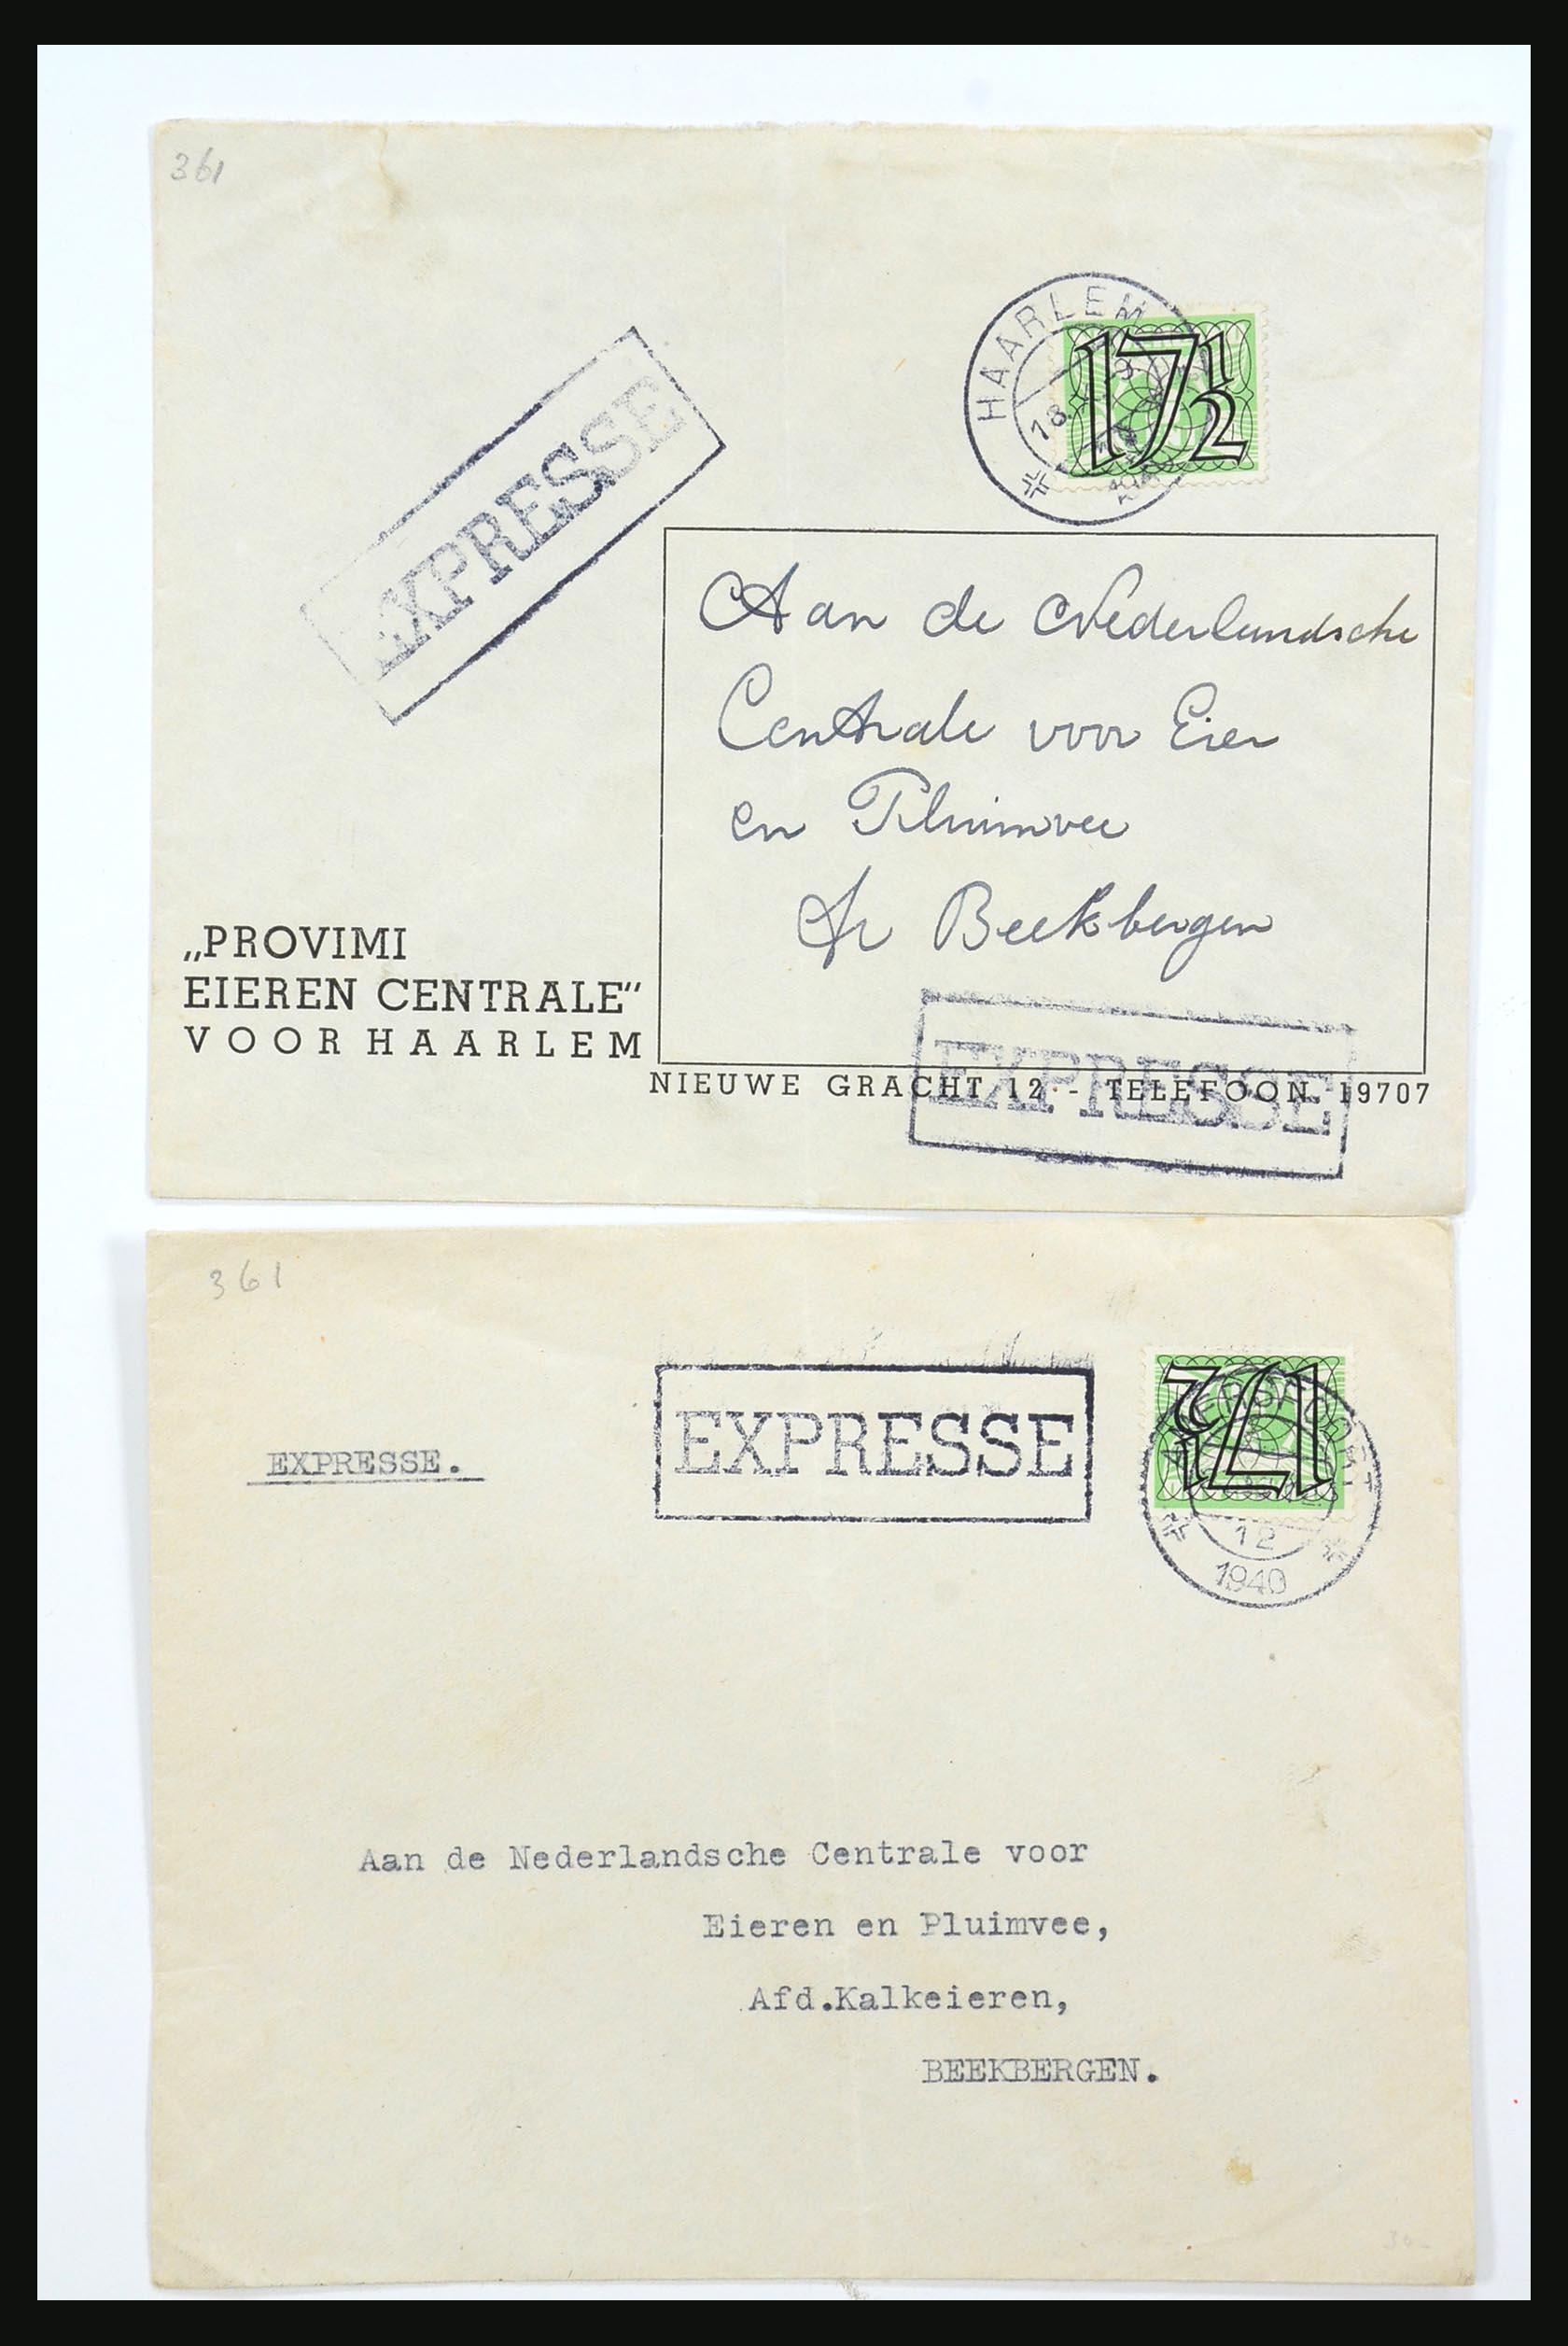 361
HAARLEM
18
17½
EXPRESSE
Aan de Nederlandsche
Centrale voor Eier
en Pluimvee
te Beekbergen
„PROVIMI
EIEREN CENTRALE”
VOOR HAARLEM
NIEUWE GRACHT 12 - TELEFOON 19707
EXPRESSE
361
EXPRESSE
17½
12
1940
EXPRESSE.
Aan de Nederlandsche Centrale voor
Eieren en Pluimvee,
Afd.Kalkeieren,
BEEKBERGEN.